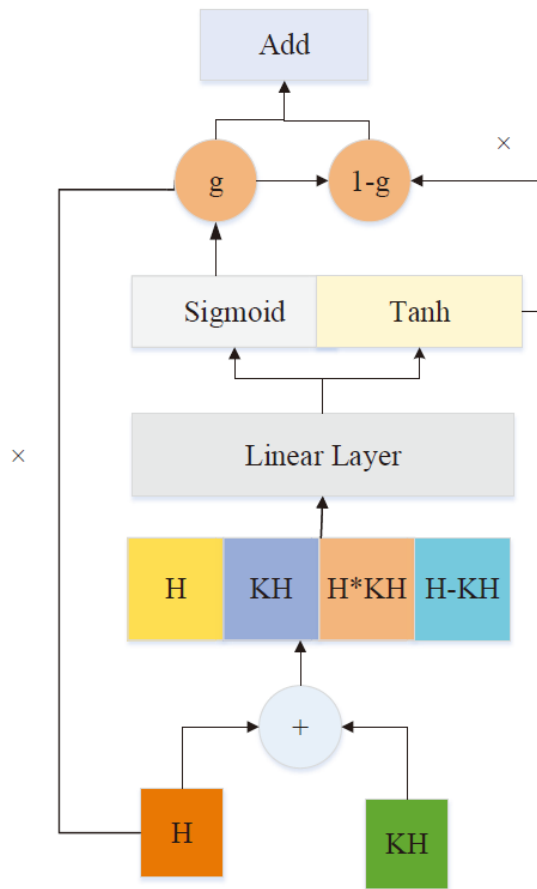 Add
×
g
1-g
Sigmoid
Tanh
Linear Layer
×
H
KH
H*KH
H-KH
+
H
KH